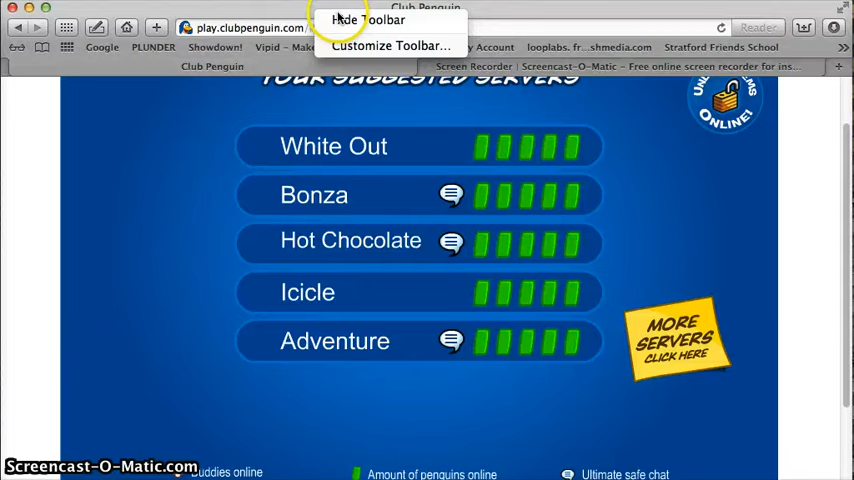 Club Penguin
Hide Toolbar
play.clubpenguin.com/
Reader
Customize Toolbar...
Google PLUNDER Showdown! Vipid - Mak My Account looplabs. f...shmedia.com Stratford Friends School
Club Penguin
Screen Recorder | Screencast-O-Matic - Free online screen recorder for ins...
YOUR SUGGESTED SERVERS
ONLINE!
White Out
Bonza
Hot Chocolate
Icicle
Adventure
MORE
SERVERS
CLICK HERE
Screencast-O-Matic.com
Buddies online
Amount of penguins online
Ultimate safe chat